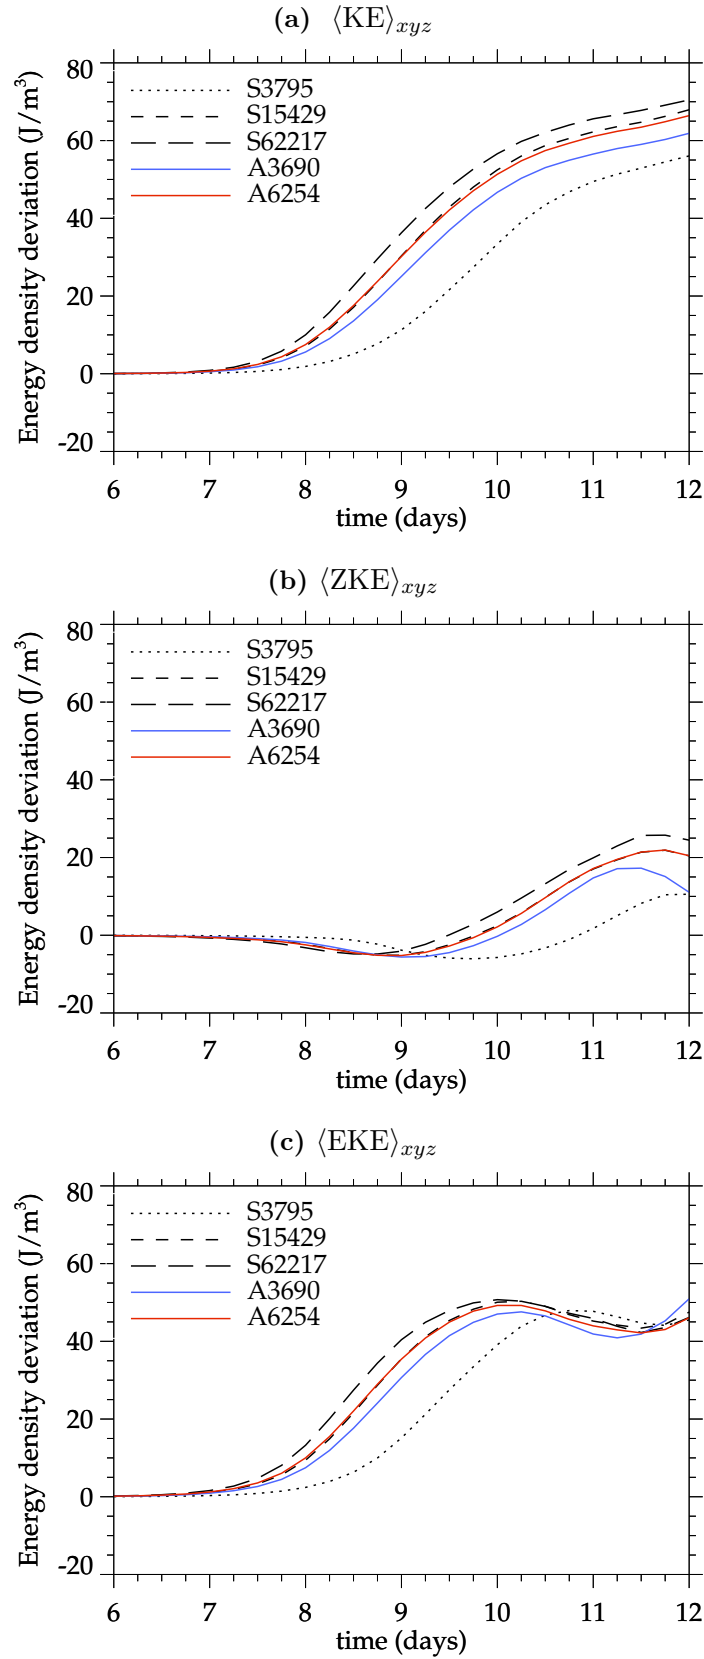 (a) ⟨KE⟩xyz
Energy density deviation (J/m³)
80
60
40
20
0
-20
S3795
S15429
S62217
A3690
A6254
6 7 8 9 10 11 12
time (days)
(b) ⟨ZKE⟩xyz
Energy density deviation (J/m³)
80
60
40
20
0
-20
S3795
S15429
S62217
A3690
A6254
6 7 8 9 10 11 12
time (days)
(c) ⟨EKE⟩xyz
Energy density deviation (J/m³)
80
60
40
20
0
-20
S3795
S15429
S62217
A3690
A6254
6 7 8 9 10 11 12
time (days)